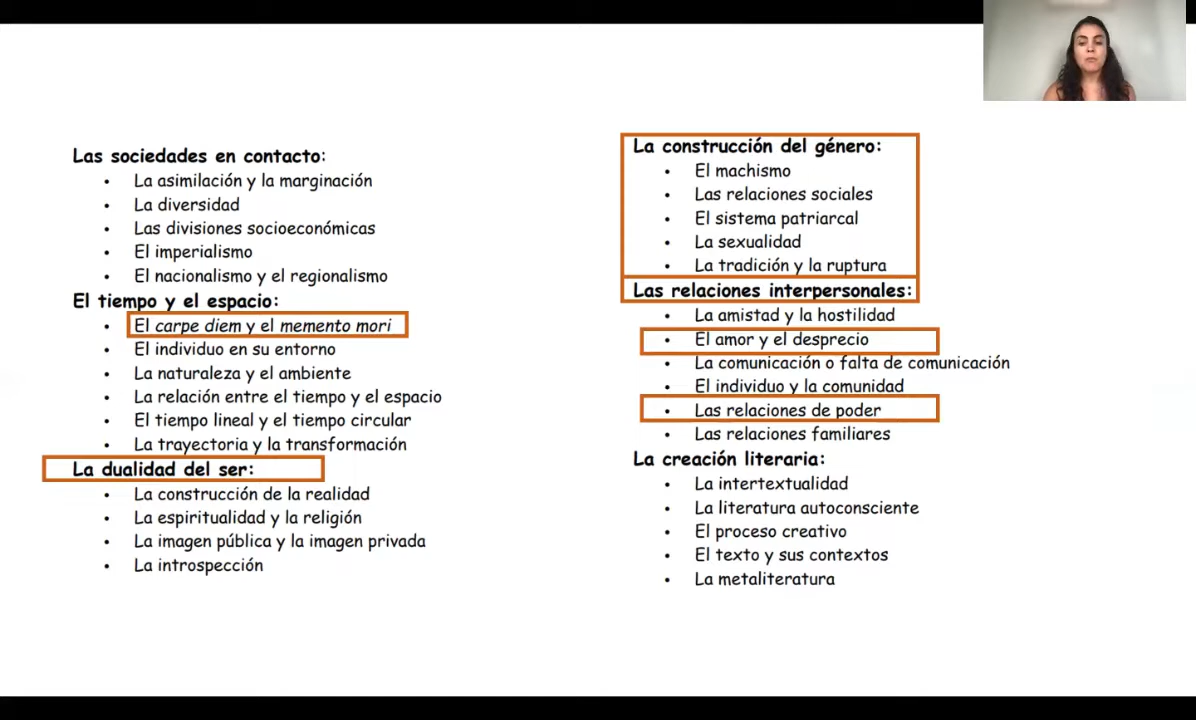 Las sociedades en contacto:
• La asimilación y la marginación
• La diversidad
• Las divisiones socioeconómicas
• El imperialismo
• El nacionalismo y el regionalismo
El tiempo y el espacio:
• El carpe diem y el memento mori
• El individuo en su entorno
• La naturaleza y el ambiente
• La relación entre el tiempo y el espacio
• El tiempo lineal y el tiempo circular
• La trayectoria y la transformación
La dualidad del ser:
• La construcción de la realidad
• La espiritualidad y la religión
• La imagen pública y la imagen privada
• La introspección
La construcción del género:
• El machismo
• Las relaciones sociales
• El sistema patriarcal
• La sexualidad
• La tradición y la ruptura
Las relaciones interpersonales:
• La amistad y la hostilidad
• El amor y el desprecio
• La comunicación o falta de comunicación
• El individuo y la comunidad
• Las relaciones de poder
• Las relaciones familiares
La creación literaria:
• La intertextualidad
• La literatura autoconsciente
• El proceso creativo
• El texto y sus contextos
• La metaliteratura